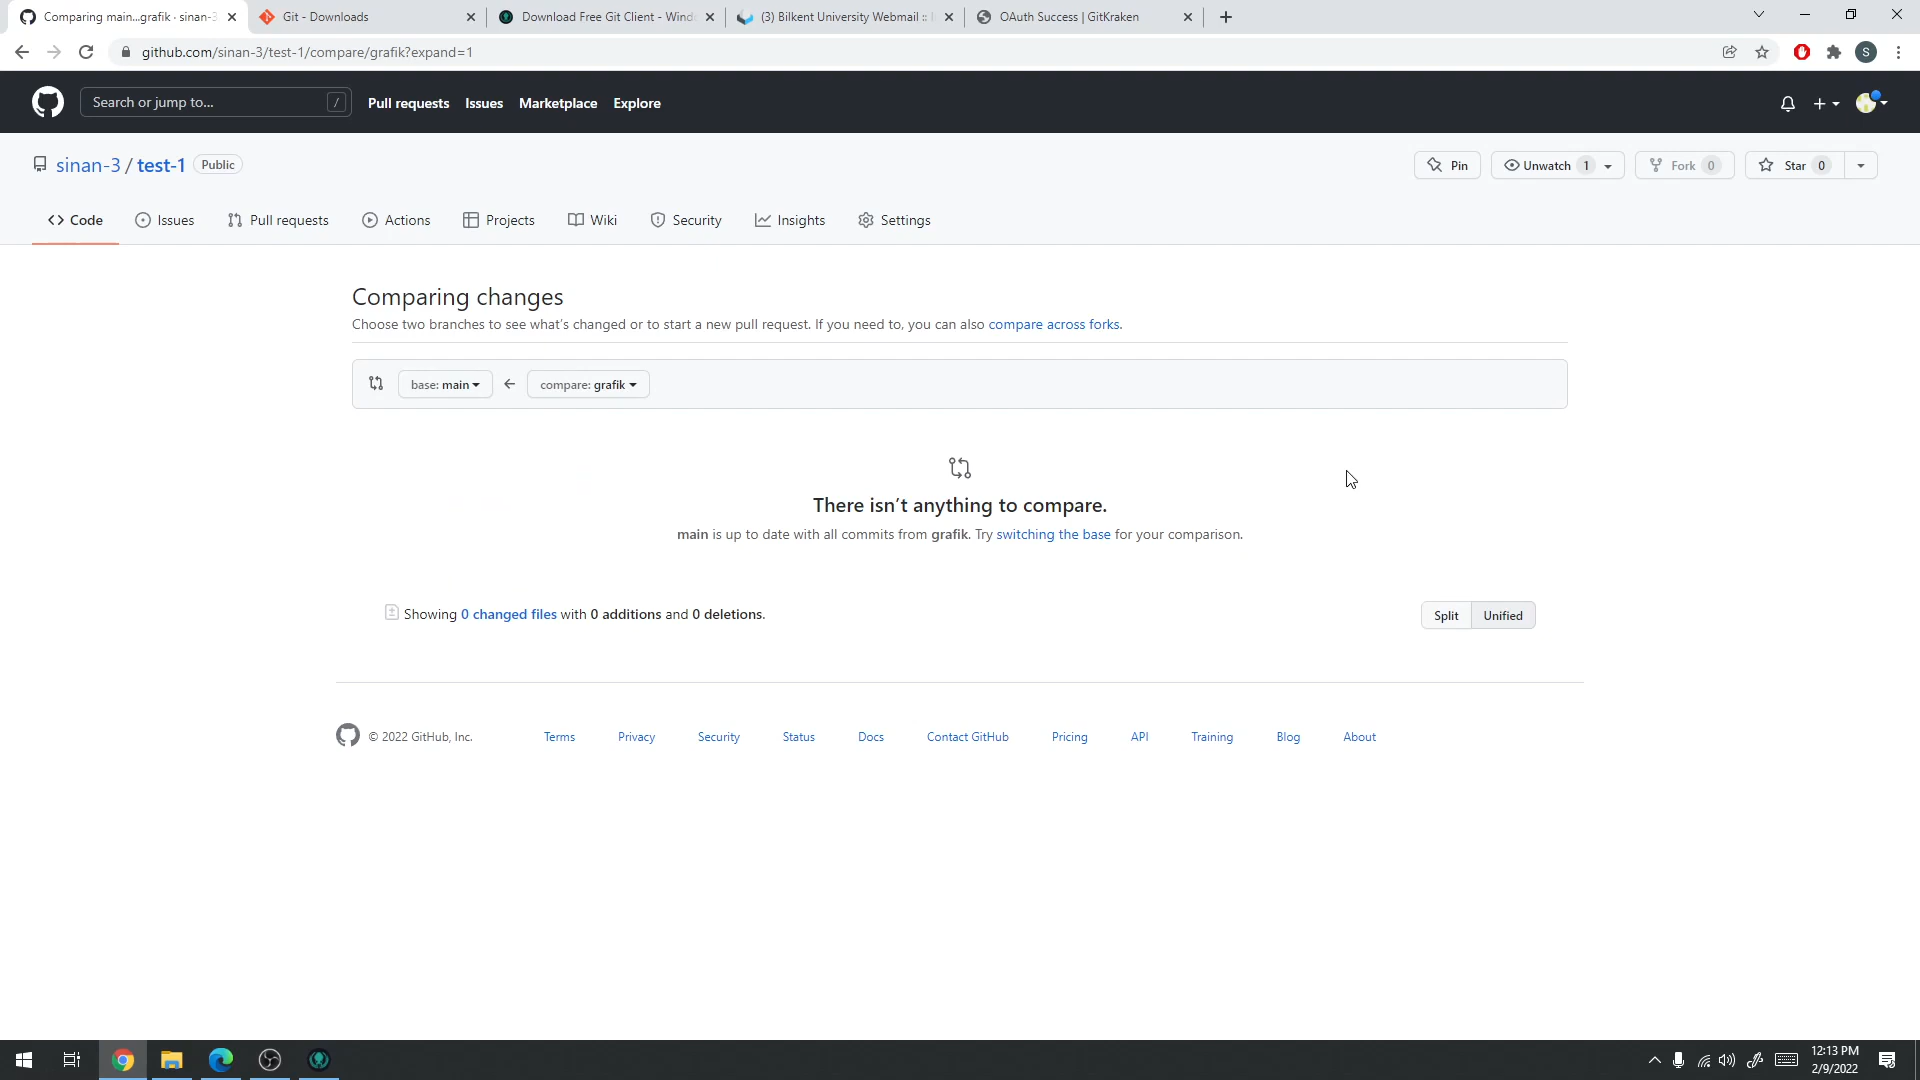 Comparing main...grafik · sinan-3
Git - Downloads
Download Free Git Client - Wind
(3) Bilkent University Webmail ::
OAuth Success | GitKraken
github.com/sinan-3/test-1/compare/grafik?expand=1
S
Search or jump to... /
Pull requests Issues Marketplace Explore
sinan-3 / test-1 Public
Pin Unwatch 1 Fork 0 Star 0
Code Issues Pull requests Actions Projects Wiki Security Insights Settings
Comparing changes
Choose two branches to see what's changed or to start a new pull request. If you need to, you can also compare across forks.
base: main compare: grafik
There isn't anything to compare.
main is up to date with all commits from grafik. Try switching the base for your comparison.
Showing 0 changed files with 0 additions and 0 deletions.
Split Unified
© 2022 GitHub, Inc. Terms Privacy Security Status Docs Contact GitHub Pricing API Training Blog About
12:13 PM
2/9/2022